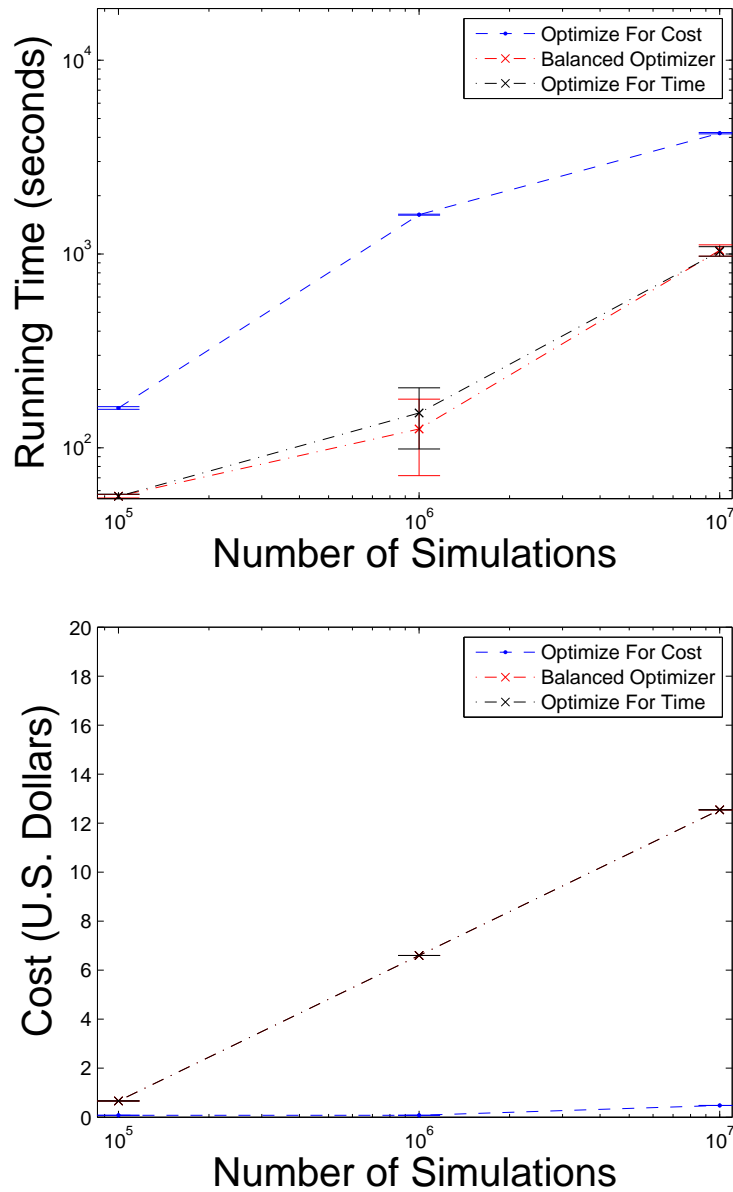 Optimize For Cost
Balanced Optimizer
Optimize For Time
Running Time (seconds)
10^4
10^3
10^2
10^5
10^6
10^7
Number of Simulations
Optimize For Cost
Balanced Optimizer
Optimize For Time
Cost (U.S. Dollars)
20
18
16
14
12
10
8
6
4
2
0
10^5
10^6
10^7
Number of Simulations